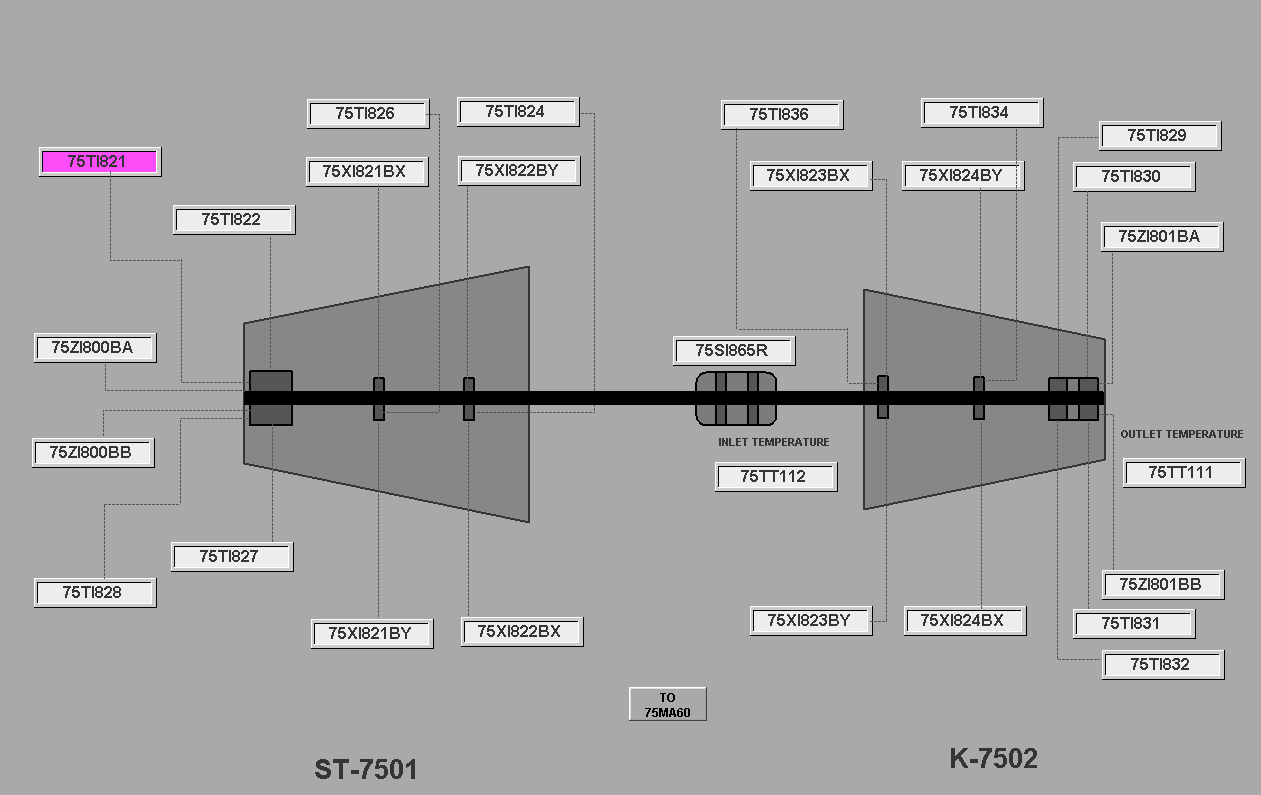 75TI826
75TI824
75TI836
75TI834
75TI829
75TI821
75XI821BX
75XI822BY
75XI823BX
75XI824BY
75TI830
75TI822
75ZI801BA
75ZI800BA
75SI865R
INLET TEMPERATURE
OUTLET TEMPERATURE
75ZI800BB
75TT112
75TT111
75TI827
75TI828
75ZI801BB
75XI821BY
75XI822BX
75XI823BY
75XI824BX
75TI831
75TI832
TO
75MA60
ST-7501
K-7502